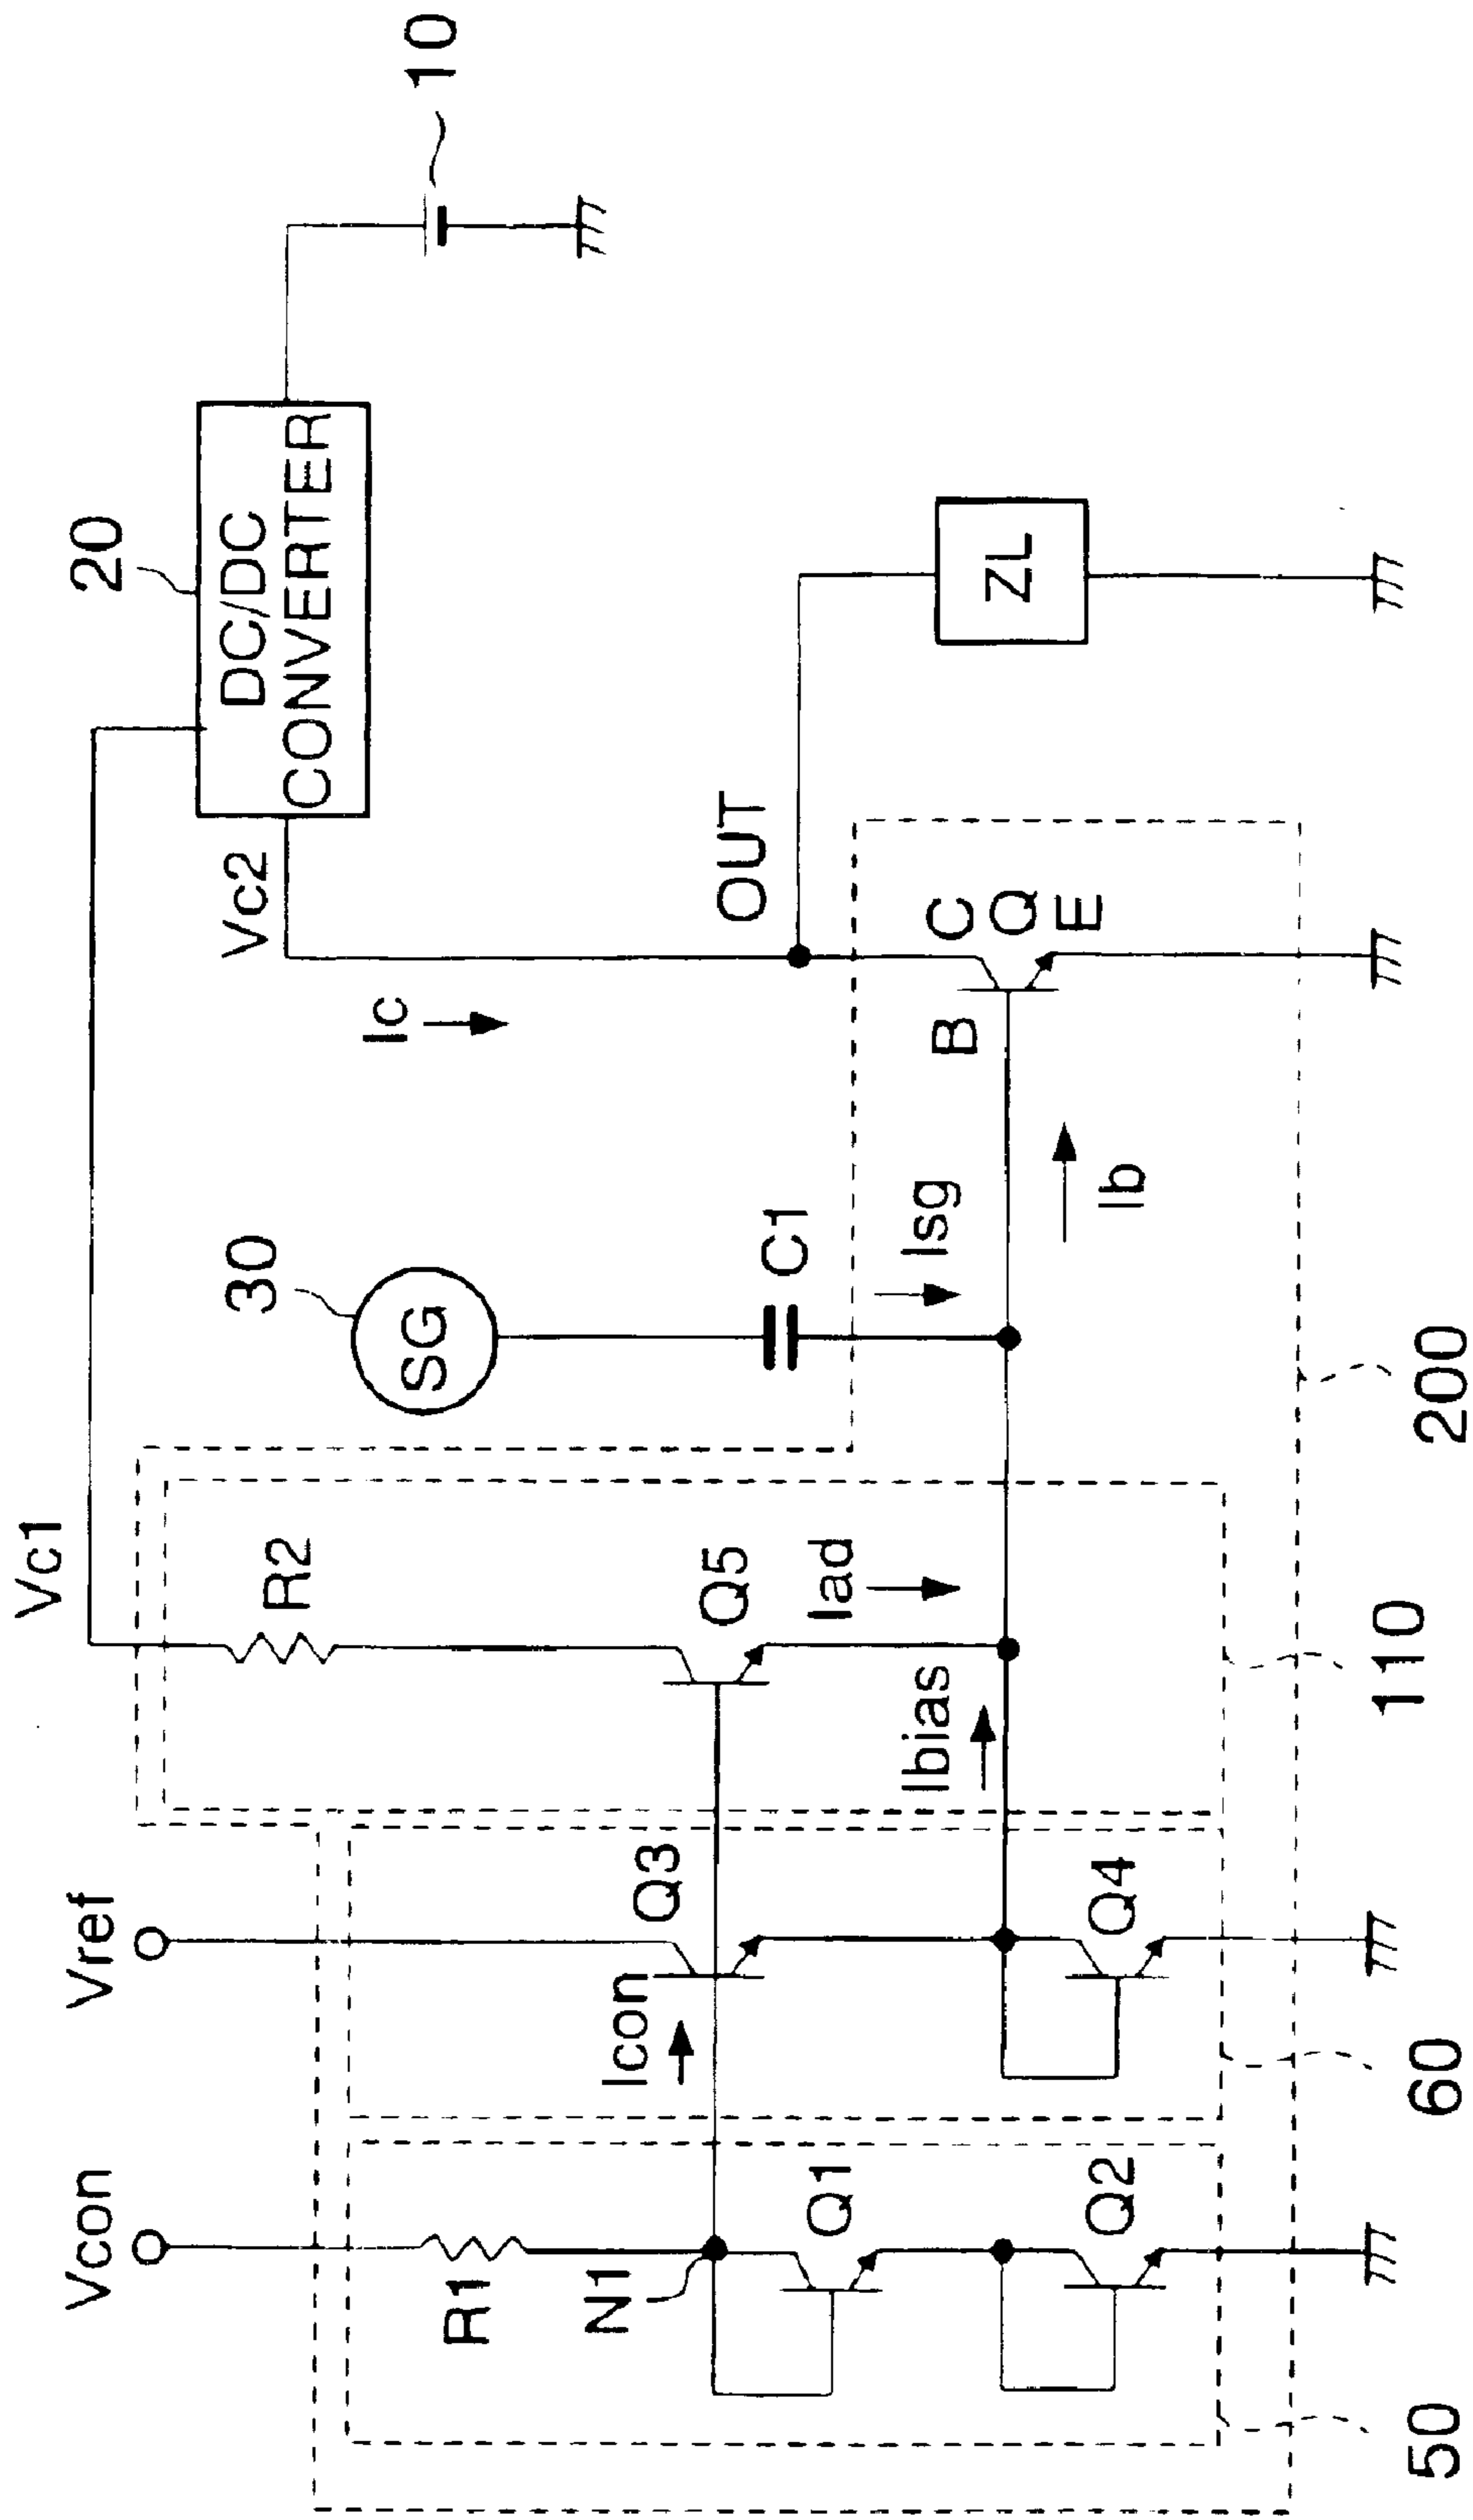 Vcon
Vref
Vc1
20
DC/DC
CONVERTER
10
Vc2
Ic
30
SG
C1
OUT
R2
Q5
Iad
Isg
Ib
B
C
Q
E
ZL
R1
N1
Icon
Q3
Ibias
Q1
Q2
Q4
50
60
110
200